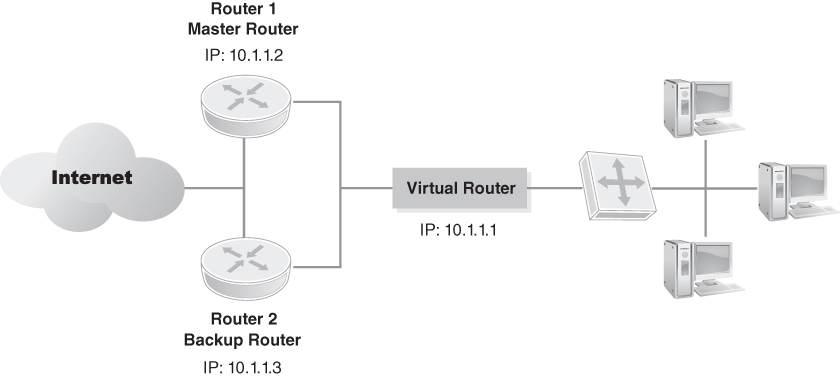 Router 1
Master Router
IP: 10.1.1.2
Internet
Virtual Router
IP: 10.1.1.1
Router 2
Backup Router
IP: 10.1.1.3